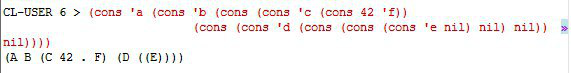 CL-USER 6 > (cons 'a (cons 'b (cons (cons 'c (cons 42 'f))
(cons (cons 'd (cons (cons (cons 'e nil) nil) nil)) »
nil))))
(A B (C 42 . F) (D ((E))))